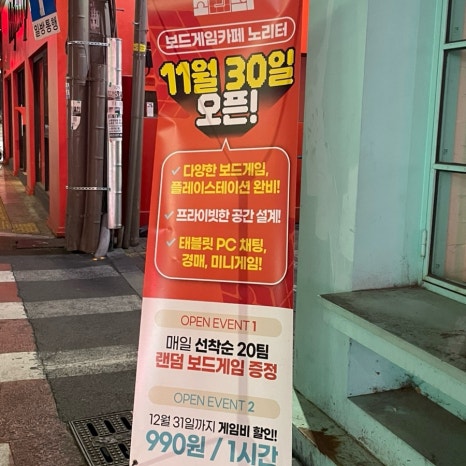 일방통행
보드게임카페 노리터
11월 30일
오픈!
✓ 다양한 보드게임,
플레이스테이션 완비!
✓ 프라이빗한 공간 설계!
✓ 태블릿 PC 채팅,
경매, 미니게임!
OPEN EVENT 1
매일 선착순 20팀
랜덤 보드게임 증정
OPEN EVENT 2
12월 31일까지 게임비 할인!
990원 / 1시간